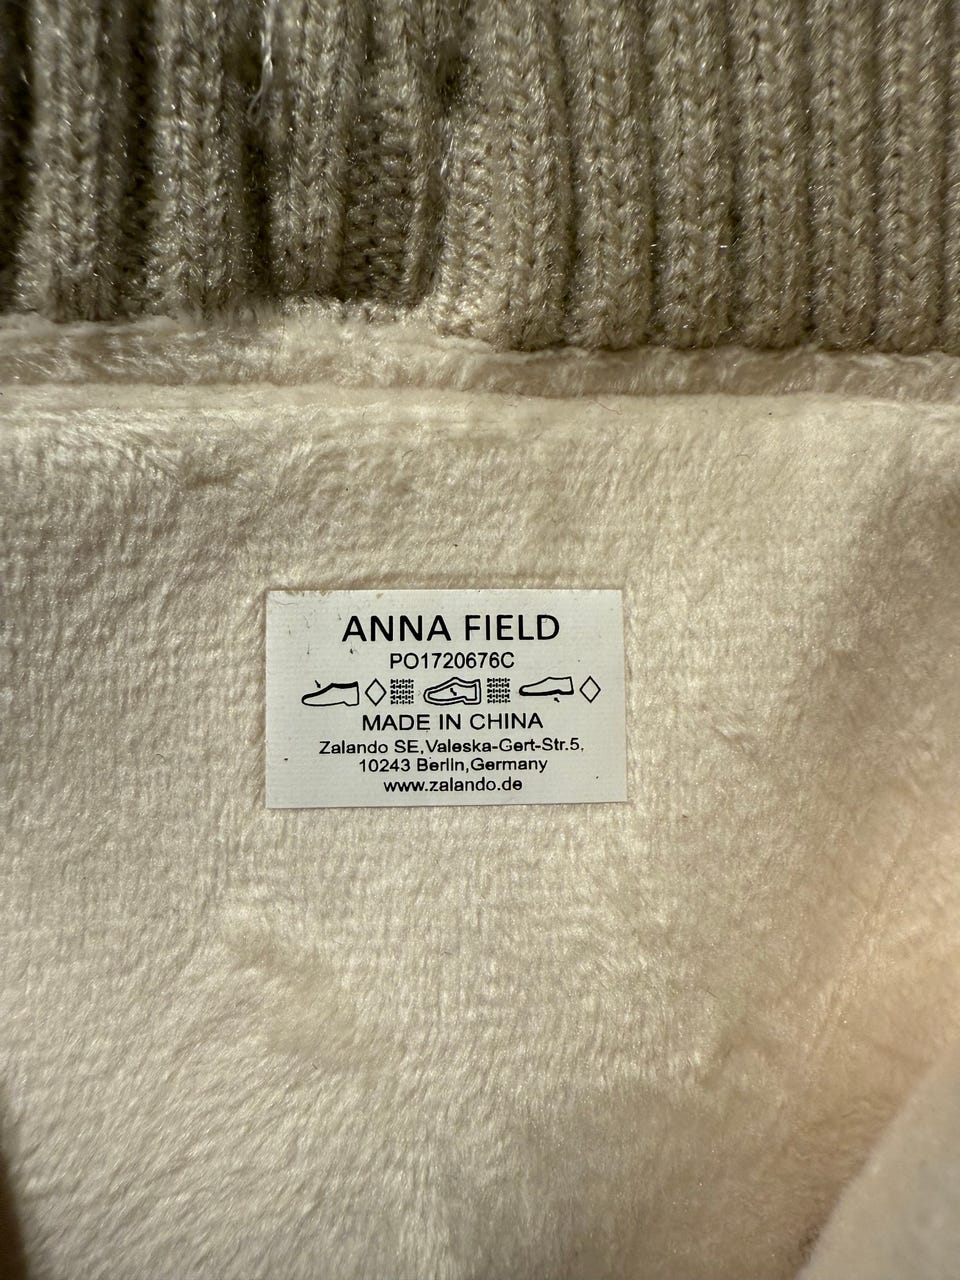 ANNA FIELD
PO1720676C
MADE IN CHINA
Zalando SE,Valeska-Gert-Str.5,
10243 Berlin,Germany
www.zalando.de